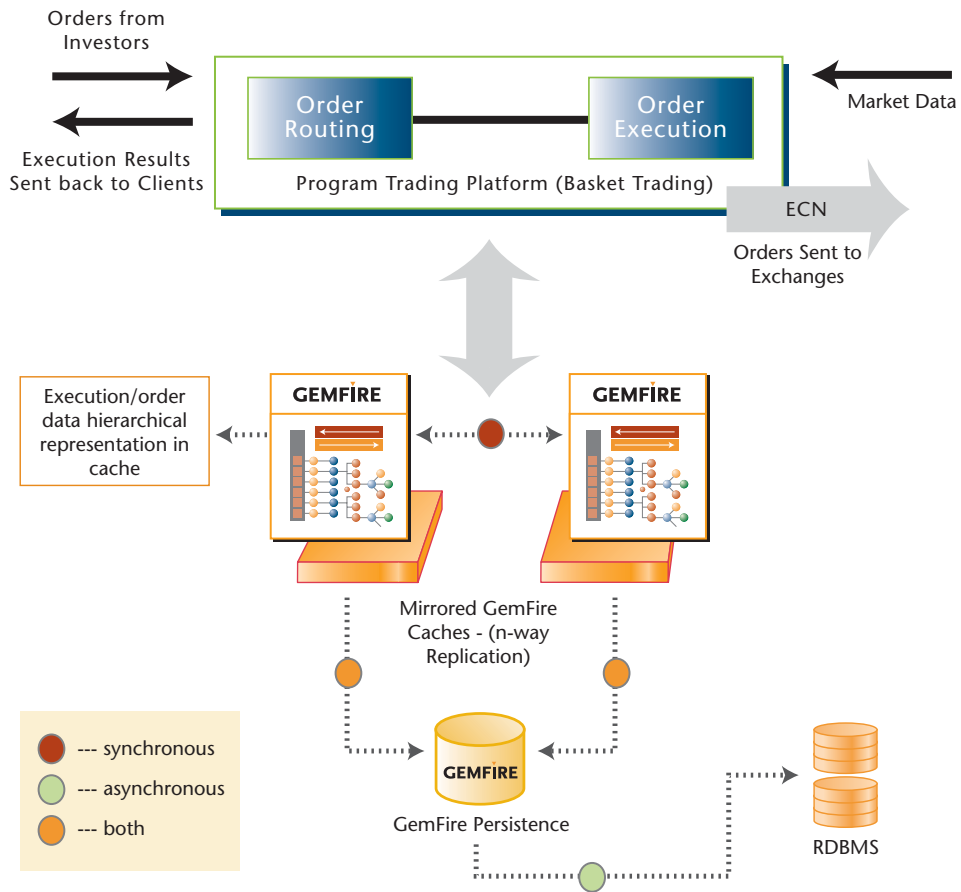 Orders from
Investors
Order
Routing
Order
Execution
Market Data
Execution Results
Sent back to Clients
Program Trading Platform (Basket Trading)
ECN
Orders Sent to
Exchanges
GEMFIRE
GEMFIRE
Execution/order
data hierarchical
representation in
cache
Mirrored GemFire
Caches - (n-way
Replication)
--- synchronous
--- asynchronous
--- both
GEMFIRE
GemFire Persistence
RDBMS